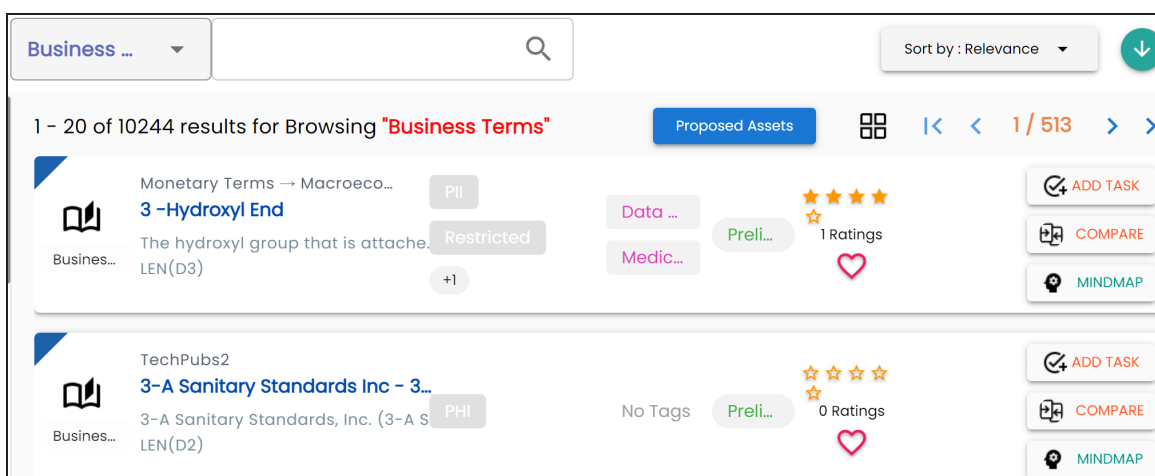 Business ...
Sort by : Relevance
1 - 20 of 10244 results for Browsing "Business Terms"
Proposed Assets
1 / 513
Monetary Terms → Macroeco...
3 -Hydroxyl End
The hydroxyl group that is attache.
LEN(D3)
Busines...
PII
Restricted
+1
Data ...
Medic...
Preli...
1 Ratings
ADD TASK
COMPARE
MINDMAP
TechPubs2
3-A Sanitary Standards Inc - 3...
3-A Sanitary Standards, Inc. (3-A S
LEN(D2)
Busines...
PHI
No Tags
Preli...
0 Ratings
ADD TASK
COMPARE
MINDMAP